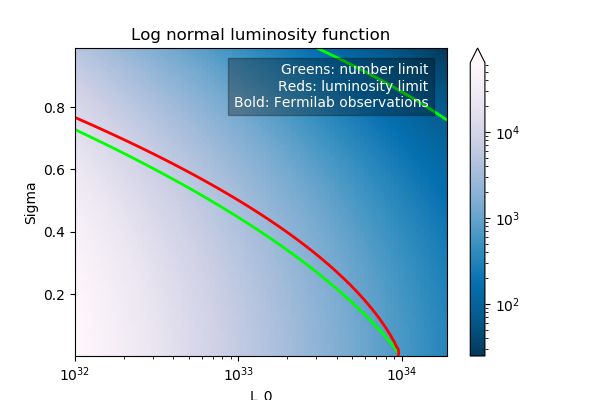 Log normal luminosity function
Greens: number limit
Reds: luminosity limit
Bold: Fermilab observations
Sigma
0.8
0.6
0.4
0.2
10^32
10^33
10^34
L_0
10^4
10^3
10^2